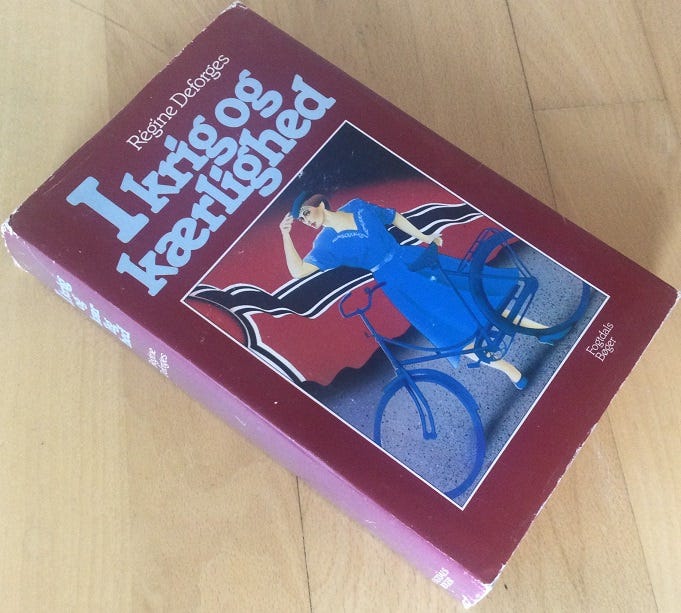 Régine Deforges
I krig og
kærlighed
Fogtdals
Bøger